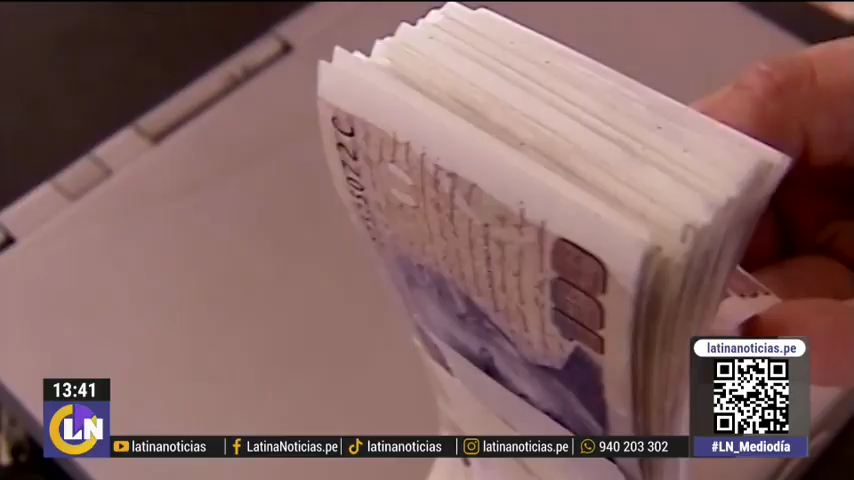 latinanoticias.pe
13:41
LN
latinanoticias
LatinaNoticias.pe
latinanoticias
latinanoticias.pe
940 203 302
#LN_Mediodía